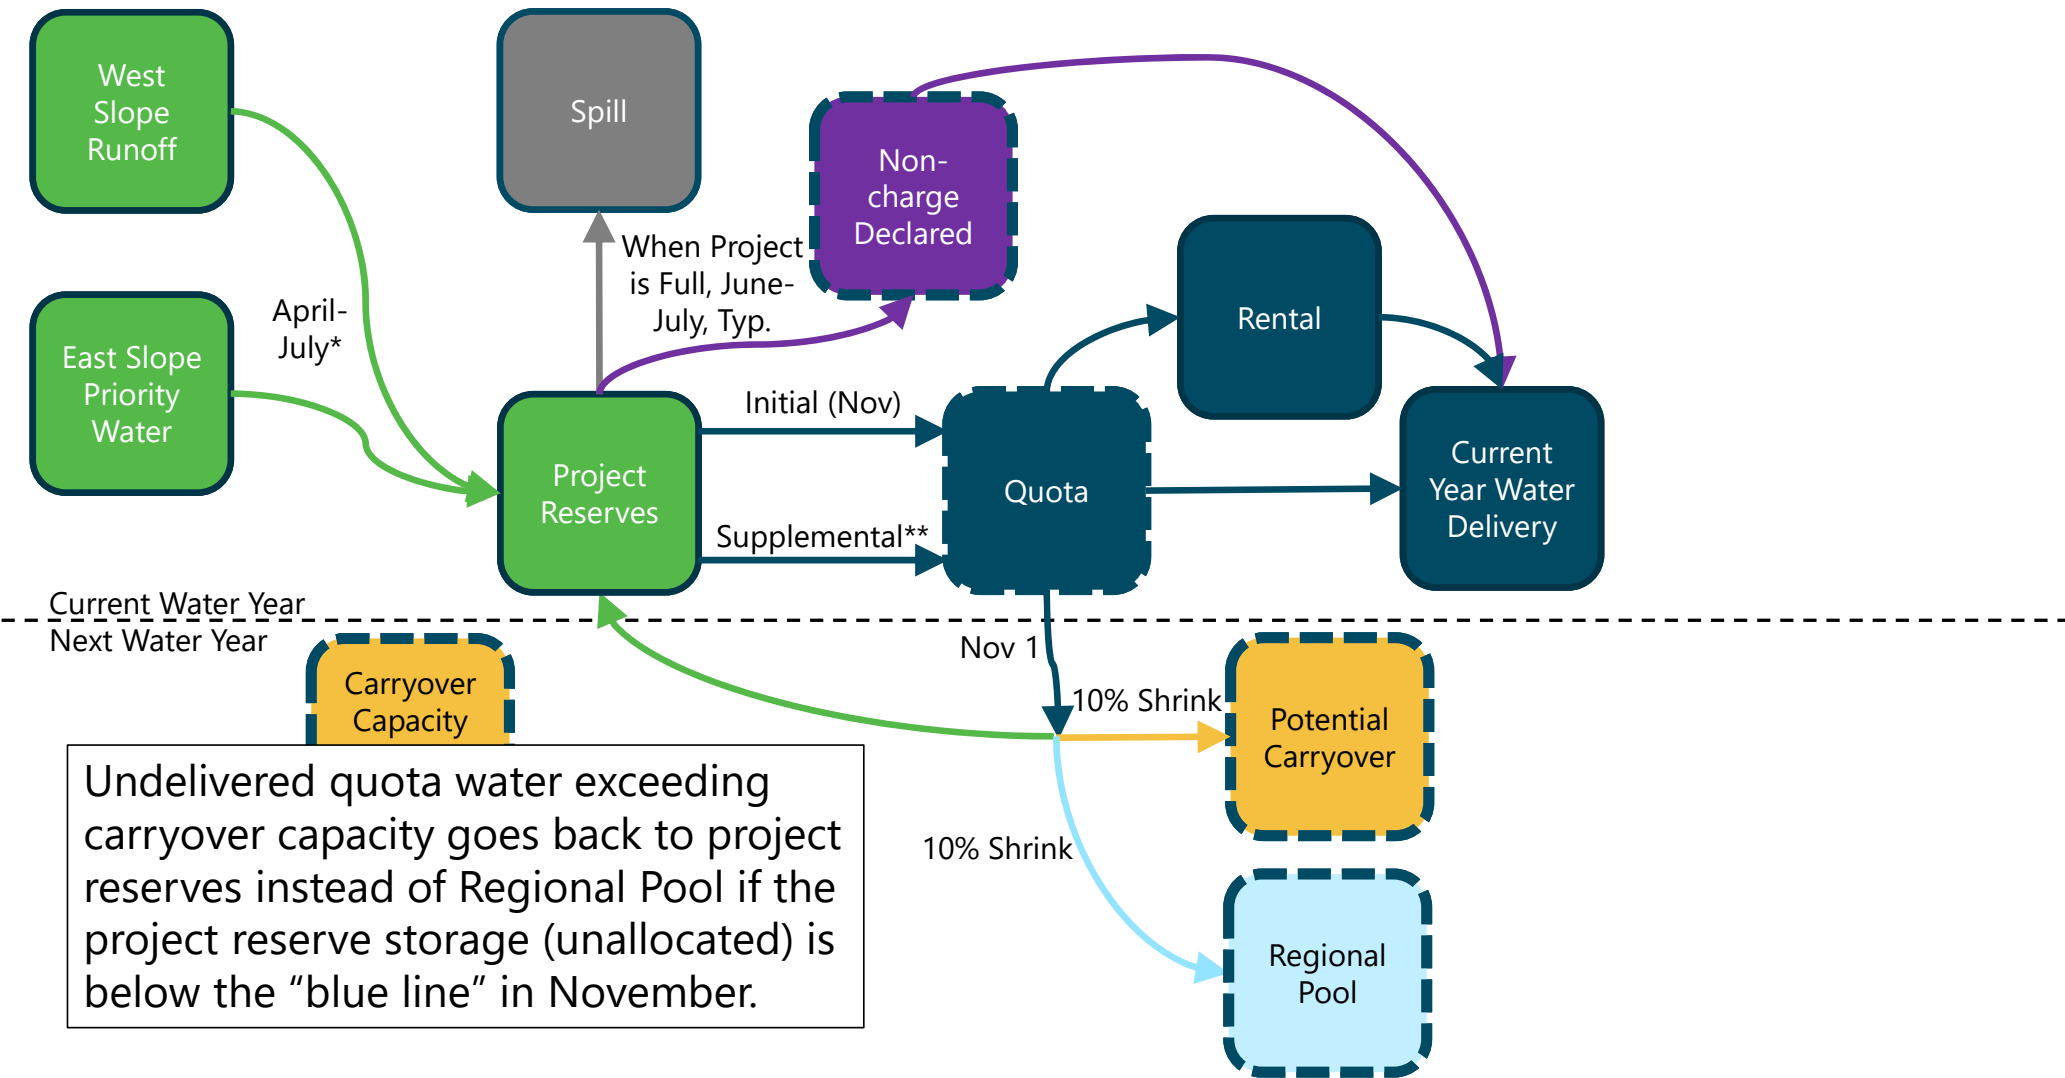 West
Slope
Runoff
Spill
Non-
charge
Declared
When Project
is Full, June-
July, Typ.
Rental
April-
July*
East Slope
Priority
Water
Initial (Nov)
Project
Reserves
Quota
Current
Year Water
Delivery
Supplemental**
Current Water Year
Next Water Year
Nov 1
Carryover
Capacity
10% Shrink
Potential
Carryover
Undelivered quota water exceeding
carryover capacity goes back to project
reserves instead of Regional Pool if the
project reserve storage (unallocated) is
below the “blue line” in November.
10% Shrink
Regional
Pool